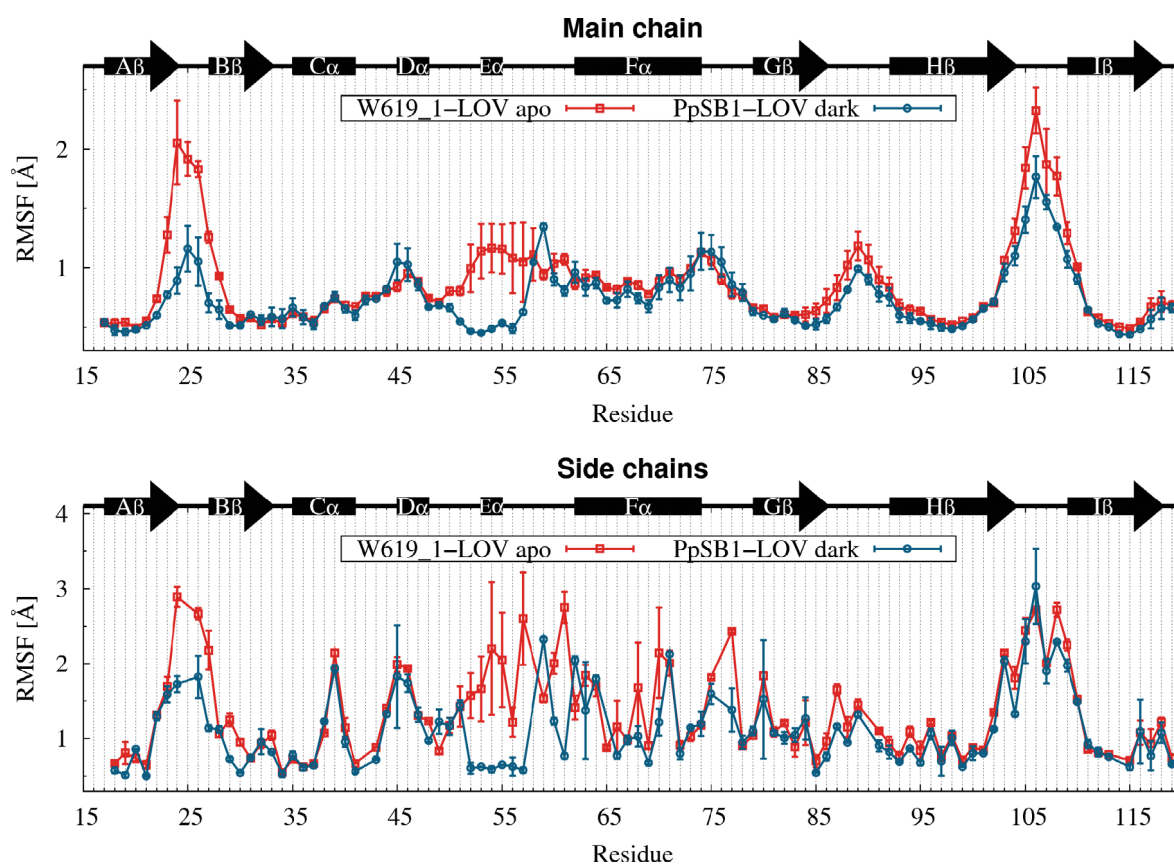 Main chain
Aβ Bβ Cα Dα Eα Fα Gβ Hβ Iβ
W619_1−LOV apo PpSB1−LOV dark
2
RMSF [Å]
1
15 25 35 45 55 65 75 85 95 105 115
Residue
Side chains
Aβ Bβ Cα Dα Eα Fα Gβ Hβ Iβ
4
W619_1−LOV apo PpSB1−LOV dark
3
RMSF [Å]
2
1
15 25 35 45 55 65 75 85 95 105 115
Residue